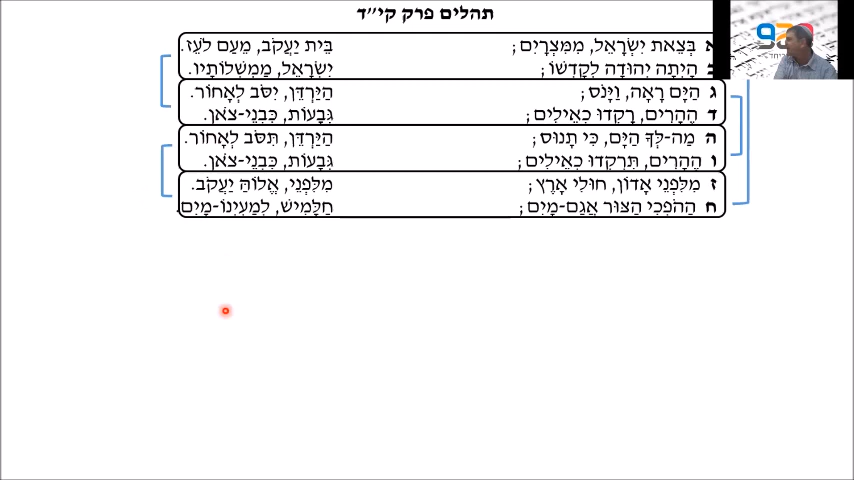 תהלים פרק קי״ד
א בְּצֵאת יִשְׂרָאֵל, מִמִּצְרָיִם; בֵּית יַעֲקֹב, מֵעַם לֹעֵז.
ב הָיְתָה יְהוּדָה לְקָדְשׁוֹ; יִשְׂרָאֵל, מַמְשְׁלוֹתָיו.
ג הַיָּם רָאָה, וַיָּנֹס; הַיַּרְדֵּן, יִסֹּב לְאָחוֹר.
ד הֶהָרִים, רָקְדוּ כְאֵילִים; גְּבָעוֹת, כִּבְנֵי-צֹאן.
ה מַה-לְּךָ הַיָּם, כִּי תָנוּס; הַיַּרְדֵּן, תִּסֹּב לְאָחוֹר.
ו הֶהָרִים, תִּרְקְדוּ כְאֵילִים; גְּבָעוֹת, כִּבְנֵי-צֹאן.
ז מִלִּפְנֵי אָדוֹן, חוּלִי אָרֶץ; מִלִּפְנֵי, אֱלוֹהַּ יַעֲקֹב.
ח הַהֹפְכִי הַצּוּר אֲגַם-מָיִם; חַלָּמִישׁ, לְמַעְיְנוֹ-מָיִם.